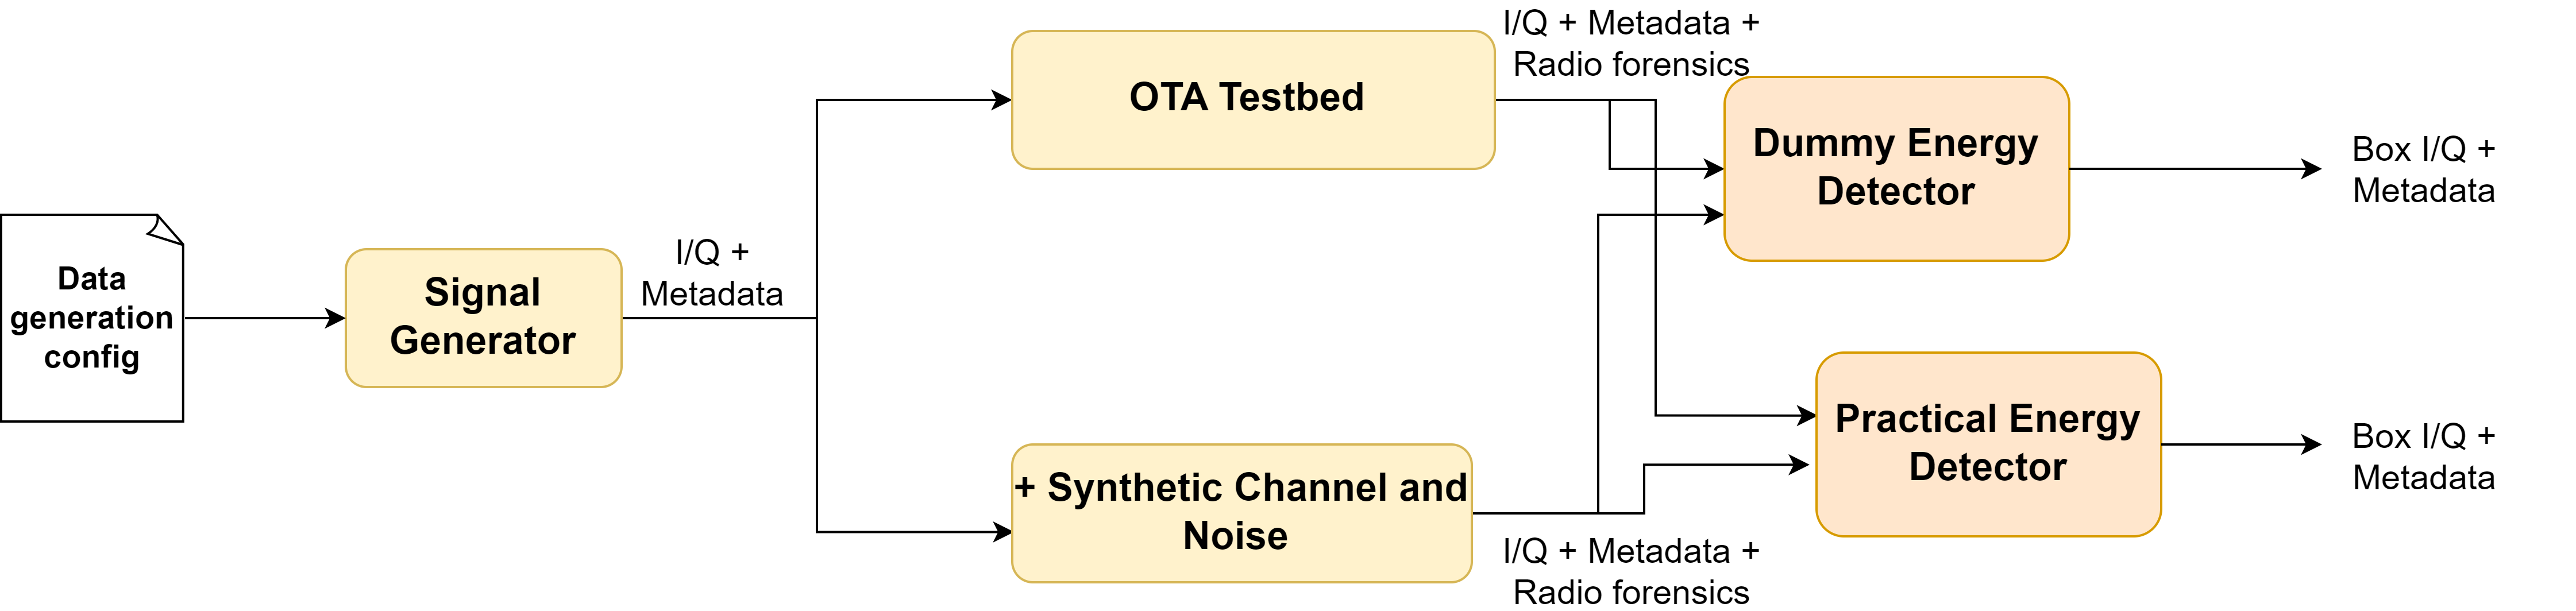 Data
generation
config
Signal
Generator
I/Q +
Metadata
OTA Testbed
I/Q + Metadata +
Radio forensics
+ Synthetic Channel and
Noise
I/Q + Metadata +
Radio forensics
Dummy Energy
Detector
Box I/Q +
Metadata
Practical Energy
Detector
Box I/Q +
Metadata